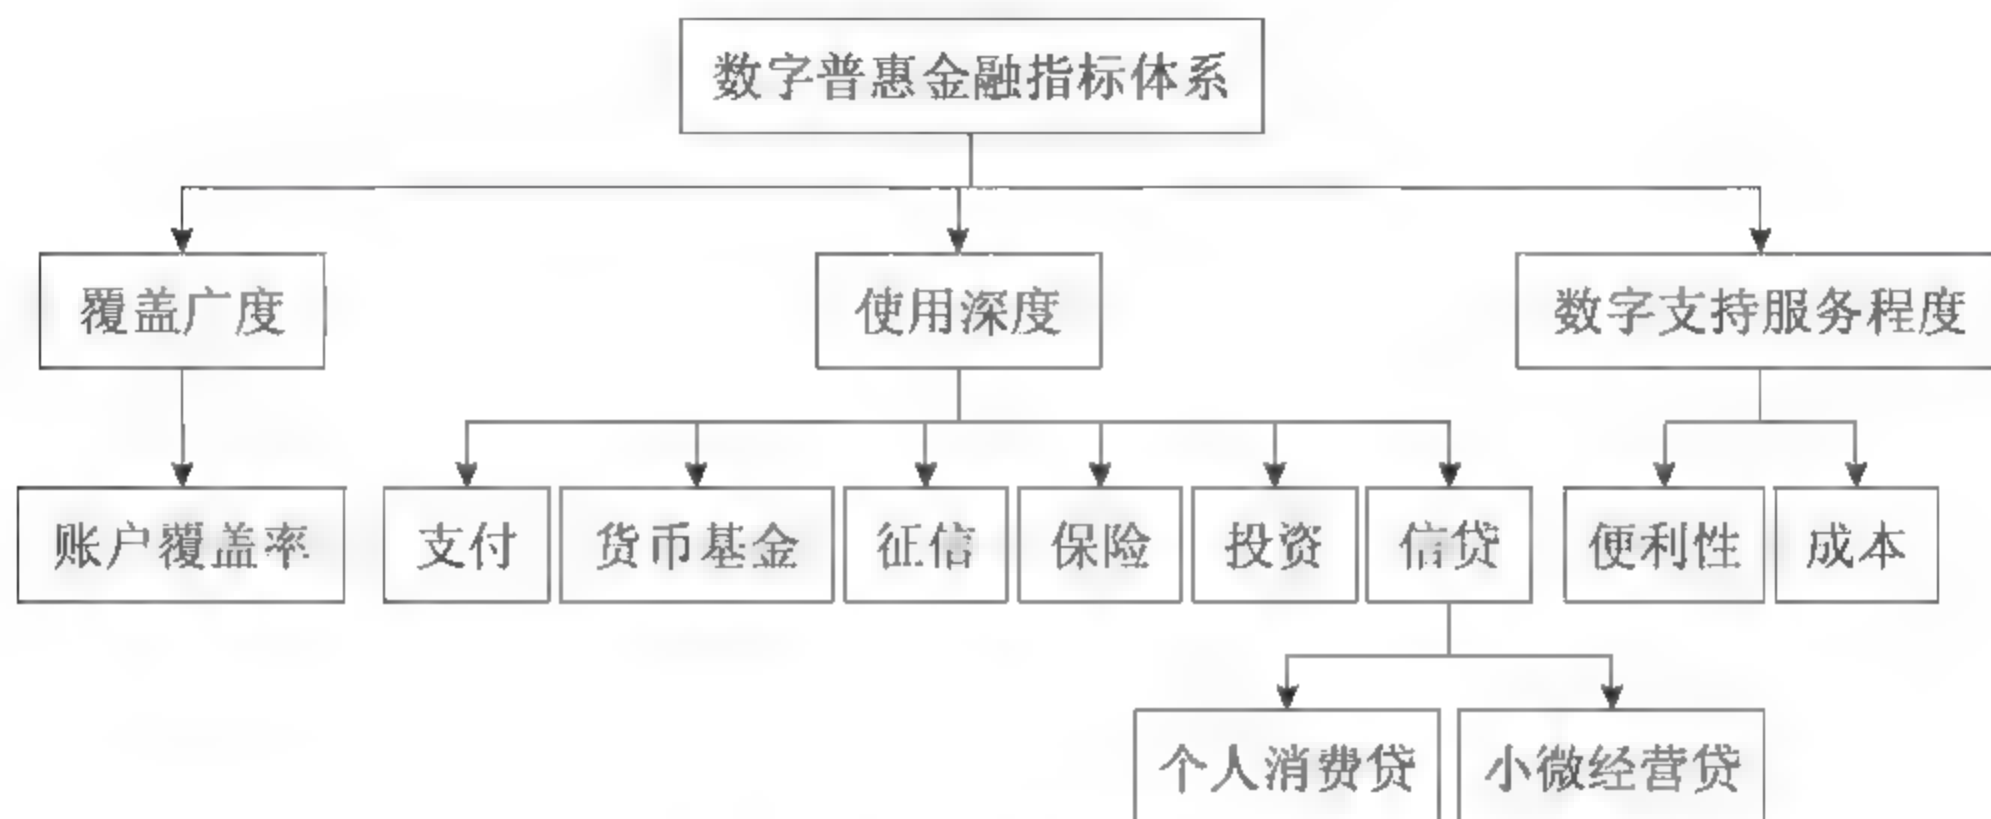 数字普惠金融指标体系
覆盖广度
使用深度
数字支持服务程度
账户覆盖率
支付
货币基金
征信
保险
投资
信贷
便利性
成本
个人消费贷
小微经营贷